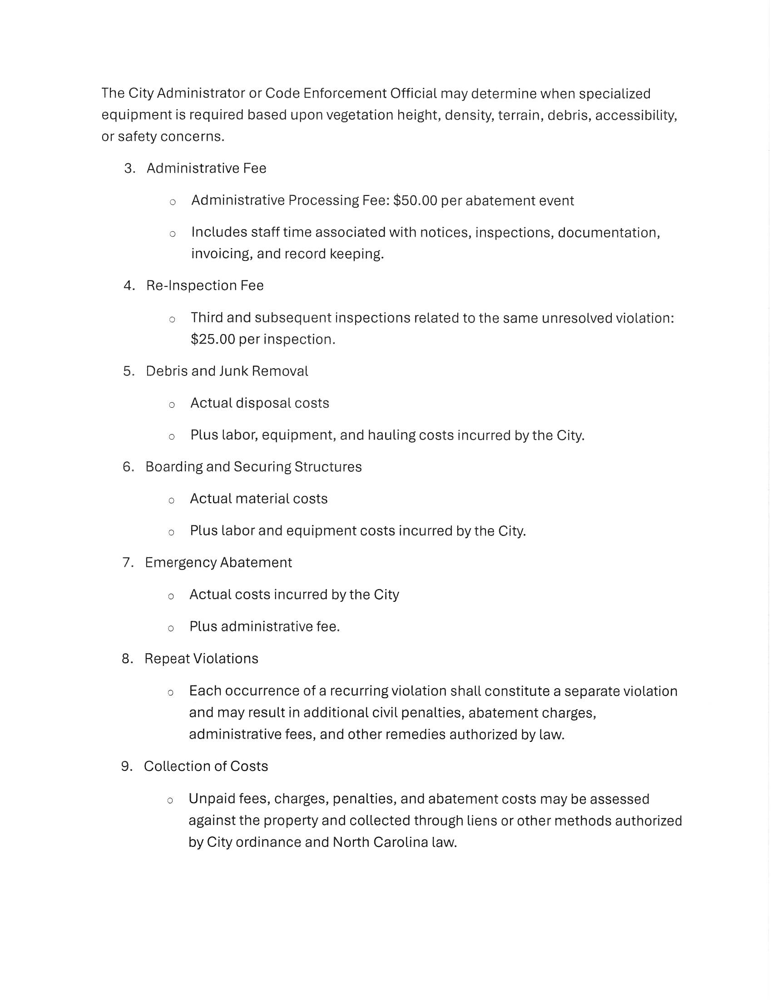 The City Administrator or Code Enforcement Official may determine when specialized
equipment is required based upon vegetation height, density, terrain, debris, accessibility,
or safety concerns.
3. Administrative Fee
o Administrative Processing Fee: $50.00 per abatement event
o Includes staff time associated with notices, inspections, documentation,
invoicing, and record keeping.
4. Re-Inspection Fee
o Third and subsequent inspections related to the same unresolved violation:
$25.00 per inspection.
5. Debris and Junk Removal
o Actual disposal costs
o Plus labor, equipment, and hauling costs incurred by the City.
6. Boarding and Securing Structures
o Actual material costs
o Plus labor and equipment costs incurred by the City.
7. Emergency Abatement
o Actual costs incurred by the City
o Plus administrative fee.
8. Repeat Violations
o Each occurrence of a recurring violation shall constitute a separate violation
and may result in additional civil penalties, abatement charges,
administrative fees, and other remedies authorized by law.
9. Collection of Costs
o Unpaid fees, charges, penalties, and abatement costs may be assessed
against the property and collected through liens or other methods authorized
by City ordinance and North Carolina law.